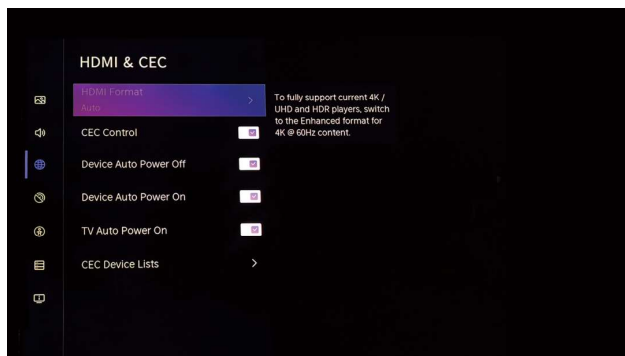 HDMI & CEC
HDMI Format
Auto
To fully support current 4K /
UHD and HDR players, switch
to the Enhanced format for
4K @ 60Hz content.
CEC Control
Device Auto Power Off
Device Auto Power On
TV Auto Power On
CEC Device Lists